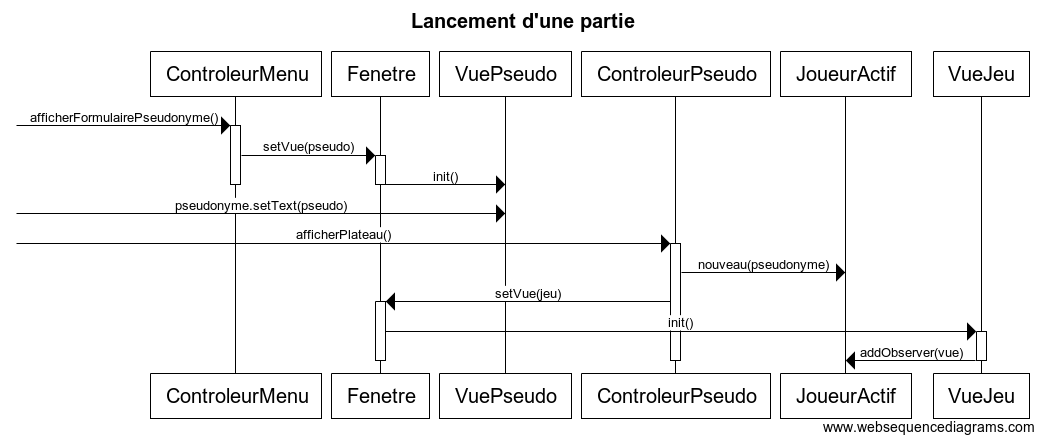 Lancement d'une partie
ControleurMenu Fenetre VuePseudo ControleurPseudo JoueurActif VueJeu
afficherFormulairePseudonyme()
setVue(pseudo)
init()
pseudonyme.setText(pseudo)
afficherPlateau()
nouveau(pseudonyme)
setVue(jeu)
init()
addObserver(vue)
ControleurMenu Fenetre VuePseudo ControleurPseudo JoueurActif VueJeu
www.websequencediagrams.com